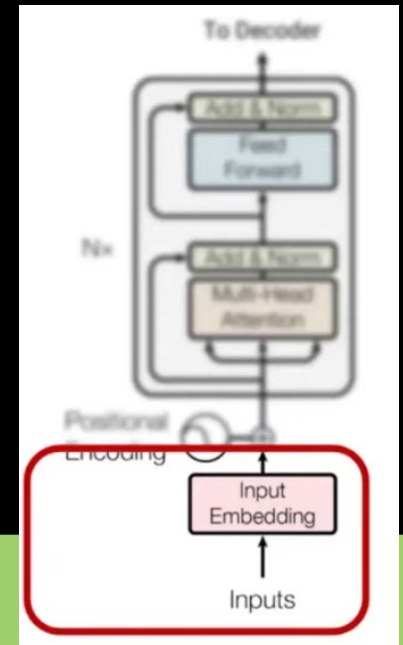 To Decoder
Add & Norm
Feed
Forward
Nx
Add & Norm
Multi-Head
Attention
Positional
Encoding
Input
Embedding
Inputs